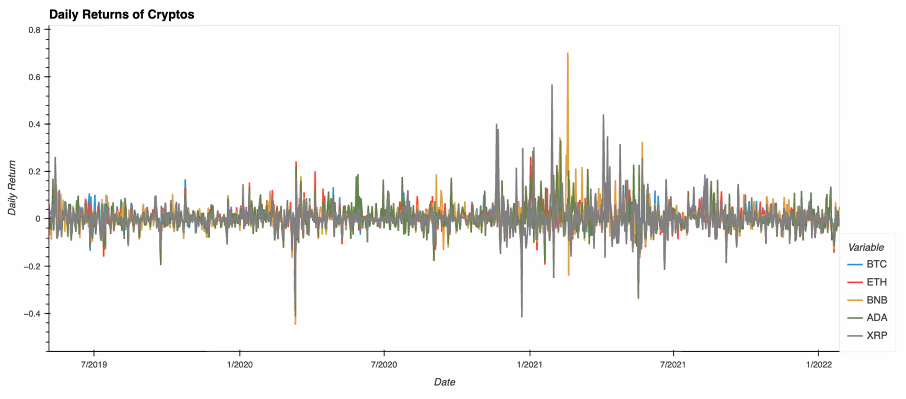 Daily Returns of Cryptos
0.8
0.6
0.4
0.2
0
−0.2
−0.4
Daily Return
7/2019
1/2020
7/2020
1/2021
7/2021
1/2022
Date
Variable
BTC
ETH
BNB
ADA
XRP